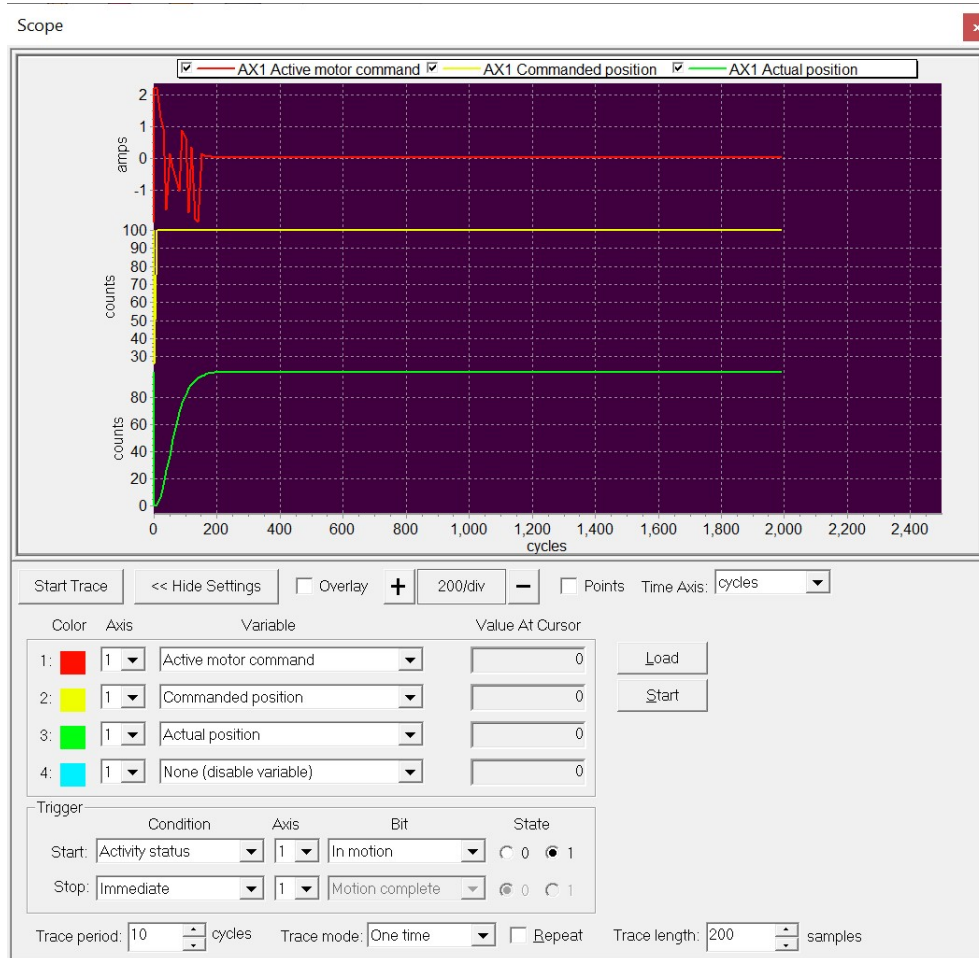 Scope
x
AX1 Active motor command AX1 Commanded position AX1 Actual position
2
1
0
-1
amps
100
90
80
70
60
50
40
30
counts
80
60
40
20
0
counts
0 200 400 600 800 1,000 1,200 1,400 1,600 1,800 2,000 2,200 2,400
cycles
Start Trace << Hide Settings Overlay + 200/div − Points Time Axis: cycles
Color Axis Variable Value At Cursor
1: 1 Active motor command 0 Load
2: 1 Commanded position 0 Start
3: 1 Actual position 0
4: 1 None (disable variable) 0
Trigger
Condition Axis Bit State
Start: Activity status 1 In motion 0 1
Stop: Immediate 1 Motion complete 0 1
Trace period: 10 cycles Trace mode: One time Repeat Trace length: 200 samples